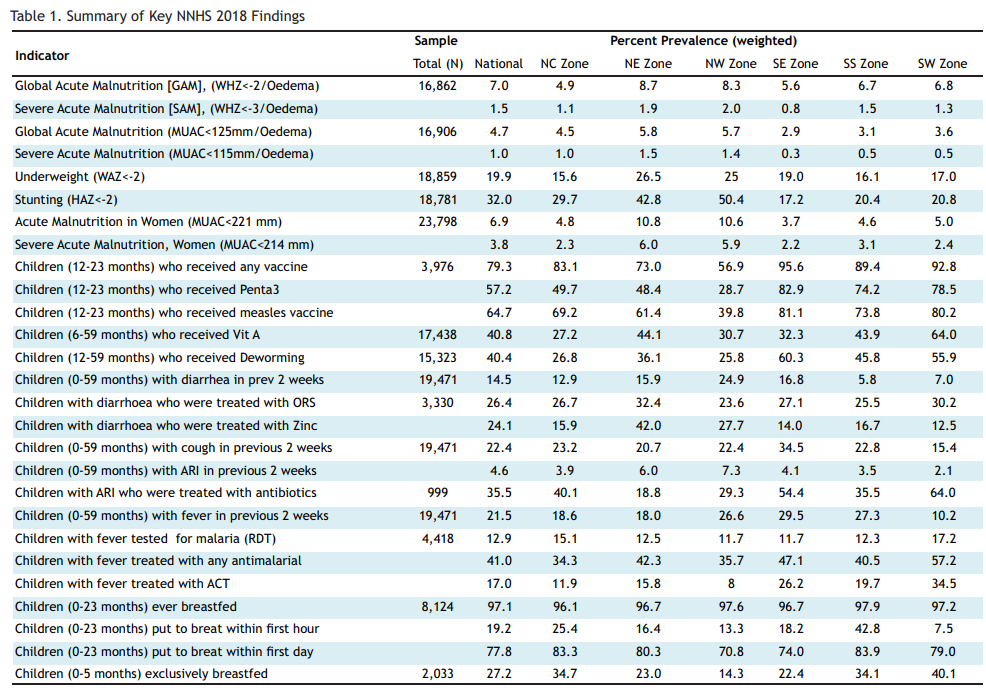 Table 1. Summary of Key NNHS 2018 Findings
Sample Percent Prevalence (weighted)
Indicator
Total (N) National NC Zone NE Zone NW Zone SE Zone SS Zone SW Zone
Global Acute Malnutrition [GAM], (WHZ<-2/Oedema) 16,862 7.0 4.9 8.7 8.3 5.6 6.7 6.8
Severe Acute Malnutrition [SAM], (WHZ<-3/Oedema) 1.5 1.1 1.9 2.0 0.8 1.5 1.3
Global Acute Malnutrition (MUAC<125mm/Oedema) 16,906 4.7 4.5 5.8 5.7 2.9 3.1 3.6
Severe Acute Malnutrition (MUAC<115mm/Oedema) 1.0 1.0 1.5 1.4 0.3 0.5 0.5
Underweight (WAZ<-2) 18,859 19.9 15.6 26.5 25 19.0 16.1 17.0
Stunting (HAZ<-2) 18,781 32.0 29.7 42.8 50.4 17.2 20.4 20.8
Acute Malnutrition in Women (MUAC<221 mm) 23,798 6.9 4.8 10.8 10.6 3.7 4.6 5.0
Severe Acute Malnutrition, Women (MUAC<214 mm) 3.8 2.3 6.0 5.9 2.2 3.1 2.4
Children (12-23 months) who received any vaccine 3,976 79.3 83.1 73.0 56.9 95.6 89.4 92.8
Children (12-23 months) who received Penta3 57.2 49.7 48.4 28.7 82.9 74.2 78.5
Children (12-23 months) who received measles vaccine 64.7 69.2 61.4 39.8 81.1 73.8 80.2
Children (6-59 months) who received Vit A 17,438 40.8 27.2 44.1 30.7 32.3 43.9 64.0
Children (12-59 months) who received Deworming 15,323 40.4 26.8 36.1 25.8 60.3 45.8 55.9
Children (0-59 months) with diarrhea in prev 2 weeks 19,471 14.5 12.9 15.9 24.9 16.8 5.8 7.0
Children with diarrhoea who were treated with ORS 3,330 26.4 26.7 32.4 23.6 27.1 25.5 30.2
Children with diarrhoea who were treated with Zinc 24.1 15.9 42.0 27.7 14.0 16.7 12.5
Children (0-59 months) with cough in previous 2 weeks 19,471 22.4 23.2 20.7 22.4 34.5 22.8 15.4
Children (0-59 months) with ARI in previous 2 weeks 4.6 3.9 6.0 7.3 4.1 3.5 2.1
Children with ARI who were treated with antibiotics 999 35.5 40.1 18.8 29.3 54.4 35.5 64.0
Children (0-59 months) with fever in previous 2 weeks 19,471 21.5 18.6 18.0 26.6 29.5 27.3 10.2
Children with fever tested for malaria (RDT) 4,418 12.9 15.1 12.5 11.7 11.7 12.3 17.2
Children with fever treated with any antimalarial 41.0 34.3 42.3 35.7 47.1 40.5 57.2
Children with fever treated with ACT 17.0 11.9 15.8 8 26.2 19.7 34.5
Children (0-23 months) ever breastfed 8,124 97.1 96.1 96.7 97.6 96.7 97.9 97.2
Children (0-23 months) put to breat within first hour 19.2 25.4 16.4 13.3 18.2 42.8 7.5
Children (0-23 months) put to breat within first day 77.8 83.3 80.3 70.8 74.0 83.9 79.0
Children (0-5 months) exclusively breastfed 2,033 27.2 34.7 23.0 14.3 22.4 34.1 40.1